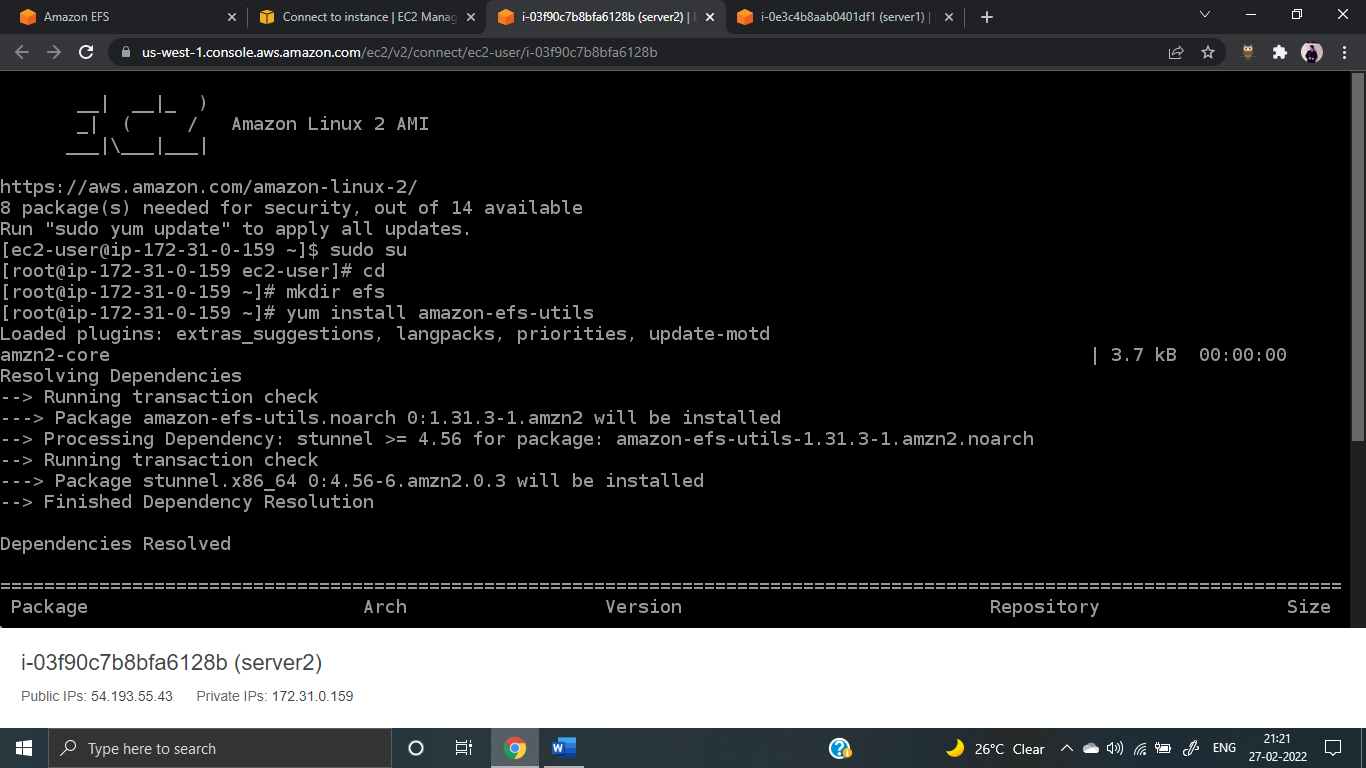 Amazon EFS
Connect to instance | EC2 Manag
i-03f90c7b8bfa6128b (server2) | E
i-0e3c4b8aab0401df1 (server1) |
us-west-1.console.aws.amazon.com/ec2/v2/connect/ec2-user/i-03f90c7b8bfa6128b
__|  __|_  )
_|  (     /   Amazon Linux 2 AMI
___|\___|___|
https://aws.amazon.com/amazon-linux-2/
8 package(s) needed for security, out of 14 available
Run "sudo yum update" to apply all updates.
[ec2-user@ip-172-31-0-159 ~]$ sudo su
[root@ip-172-31-0-159 ec2-user]# cd
[root@ip-172-31-0-159 ~]# mkdir efs
[root@ip-172-31-0-159 ~]# yum install amazon-efs-utils
Loaded plugins: extras_suggestions, langpacks, priorities, update-motd
amzn2-core | 3.7 kB  00:00:00
Resolving Dependencies
--> Running transaction check
---> Package amazon-efs-utils.noarch 0:1.31.3-1.amzn2 will be installed
--> Processing Dependency: stunnel >= 4.56 for package: amazon-efs-utils-1.31.3-1.amzn2.noarch
--> Running transaction check
---> Package stunnel.x86_64 0:4.56-6.amzn2.0.3 will be installed
--> Finished Dependency Resolution
Dependencies Resolved
================================================================================
Package Arch Version Repository Size
i-03f90c7b8bfa6128b (server2)
Public IPs: 54.193.55.43 Private IPs: 172.31.0.159
Type here to search
26°C Clear
ENG
21:21
27-02-2022